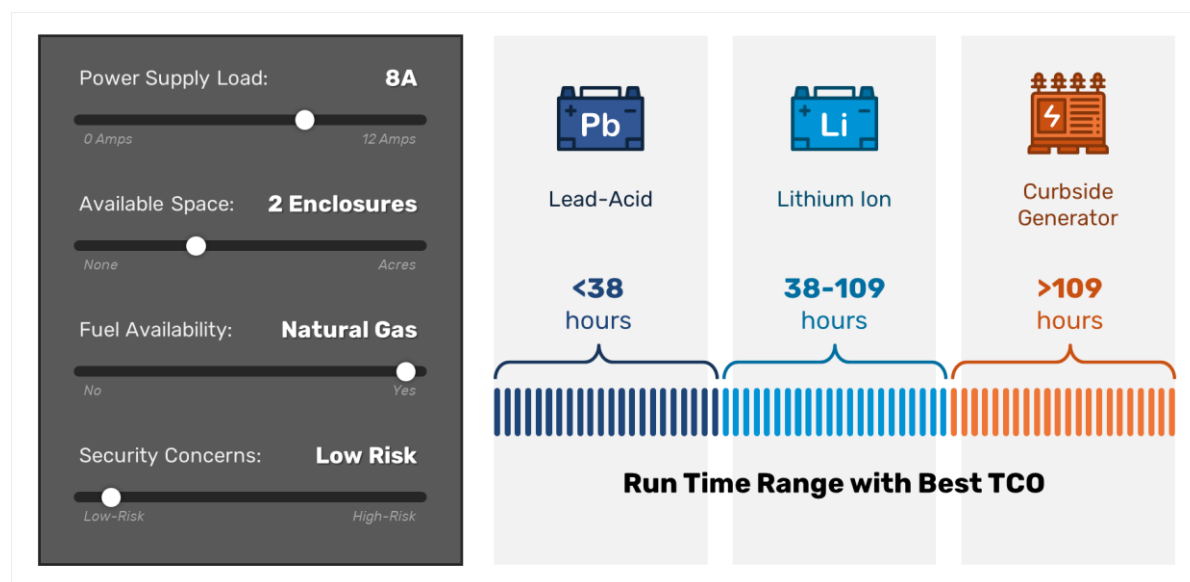 Power Supply Load: 8A
0 Amps 12 Amps
Available Space: 2 Enclosures
None Acres
Fuel Availability: Natural Gas
No Yes
Security Concerns: Low Risk
Low-Risk High-Risk
+ Pb -
Lead-Acid
<38
hours
+ Li -
Lithium Ion
38-109
hours
Curbside
Generator
>109
hours
Run Time Range with Best TCO